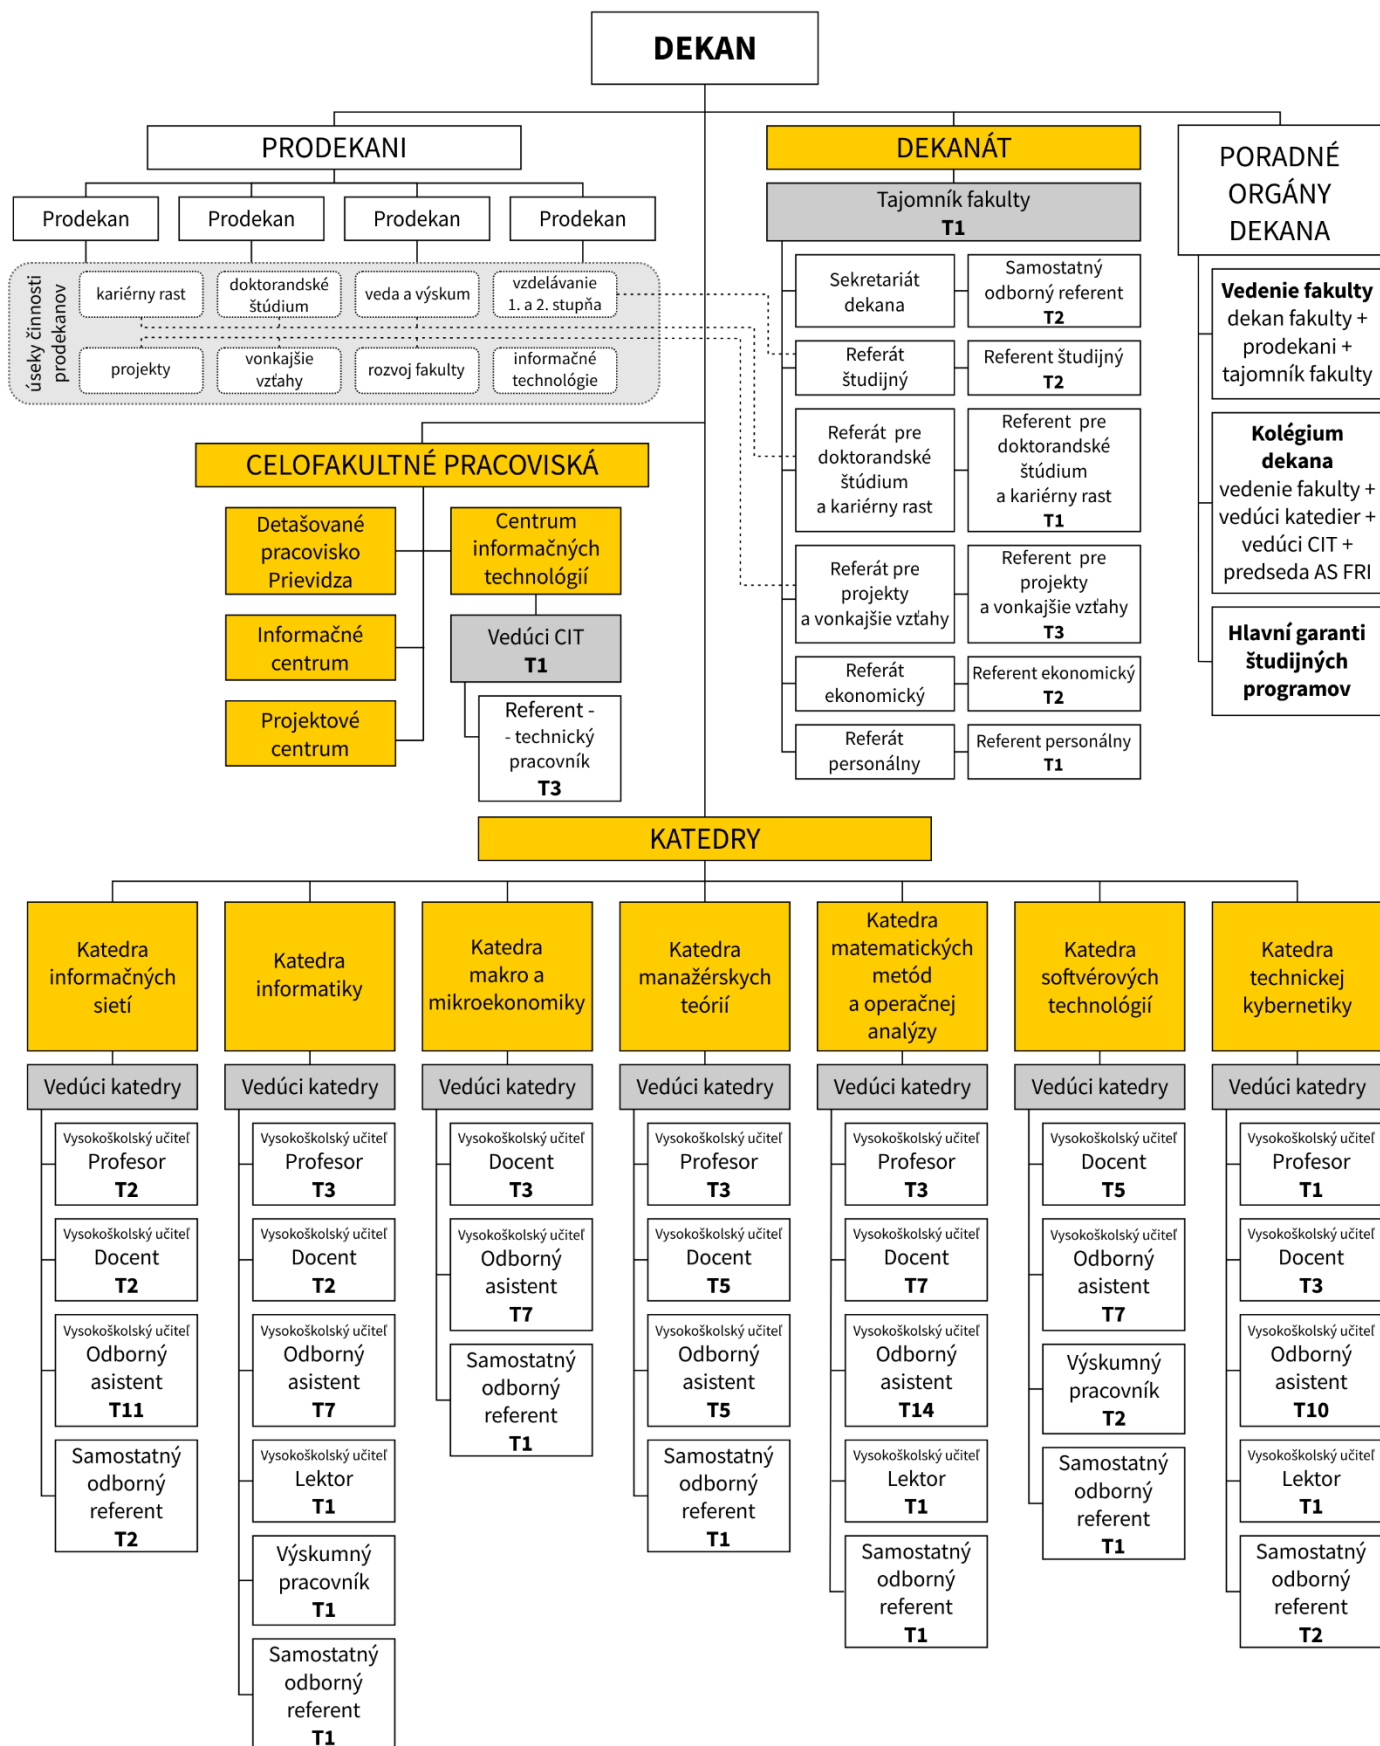 DEKAN
PRODEKANI
Prodekan
Prodekan
Prodekan
Prodekan
úseky činnosti
prodekanov
kariérny rast
doktorandské
štúdium
veda a výskum
vzdelávanie
1. a 2. stupňa
projekty
vonkajšie
vzťahy
rozvoj fakulty
informačné
technológie
DEKANÁT
Tajomník fakulty
T1
Sekretariát
dekana
Samostatný
odborný referent
T2
Referát
študijný
Referent študijný
T2
Referát pre
doktorandské
štúdium
a kariérny rast
Referent pre
doktorandské
štúdium
a kariérny rast
T1
Referát pre
projekty
a vonkajšie vzťahy
Referent pre
projekty
a vonkajšie vzťahy
T3
Referát
ekonomický
Referent ekonomický
T2
Referát
personálny
Referent personálny
T1
PORADNÉ
ORGÁNY
DEKANA
Vedenie fakulty
dekan fakulty +
prodekani +
tajomník fakulty
Kolégium
dekana
vedenie fakulty +
vedúci katedier +
vedúci CIT +
predseda AS FRI
Hlavní garanti
študijných
programov
CELOFAKULTNÉ PRACOVISKÁ
Detašované
pracovisko
Prievidza
Informačné
centrum
Projektové
centrum
Centrum
informačných
technológií
Vedúci CIT
T1
Referent -
- technický
pracovník
T3
KATEDRY
Katedra
informačných
sietí
Vedúci katedry
Vysokoškolský učiteľ
Profesor
T2
Vysokoškolský učiteľ
Docent
T2
Vysokoškolský učiteľ
Odborný
asistent
T11
Samostatný
odborný
referent
T2
Katedra
informatiky
Vedúci katedry
Vysokoškolský učiteľ
Profesor
T3
Vysokoškolský učiteľ
Docent
T2
Vysokoškolský učiteľ
Odborný
asistent
T7
Vysokoškolský učiteľ
Lektor
T1
Výskumný
pracovník
T1
Samostatný
odborný
referent
T1
Katedra
makro a
mikroekonomiky
Vedúci katedry
Vysokoškolský učiteľ
Docent
T3
Vysokoškolský učiteľ
Odborný
asistent
T7
Samostatný
odborný
referent
T1
Katedra
manažérskych
teórií
Vedúci katedry
Vysokoškolský učiteľ
Profesor
T3
Vysokoškolský učiteľ
Docent
T5
Vysokoškolský učiteľ
Odborný
asistent
T5
Samostatný
odborný
referent
T1
Katedra
matematických
metód
a operačnej
analýzy
Vedúci katedry
Vysokoškolský učiteľ
Profesor
T3
Vysokoškolský učiteľ
Docent
T7
Vysokoškolský učiteľ
Odborný
asistent
T14
Vysokoškolský učiteľ
Lektor
T1
Samostatný
odborný
referent
T1
Katedra
softvérových
technológií
Vedúci katedry
Vysokoškolský učiteľ
Docent
T5
Vysokoškolský učiteľ
Odborný
asistent
T7
Výskumný
pracovník
T2
Samostatný
odborný
referent
T1
Katedra
technickej
kybernetiky
Vedúci katedry
Vysokoškolský učiteľ
Profesor
T1
Vysokoškolský učiteľ
Docent
T3
Vysokoškolský učiteľ
Odborný
asistent
T10
Vysokoškolský učiteľ
Lektor
T1
Samostatný
odborný
referent
T2